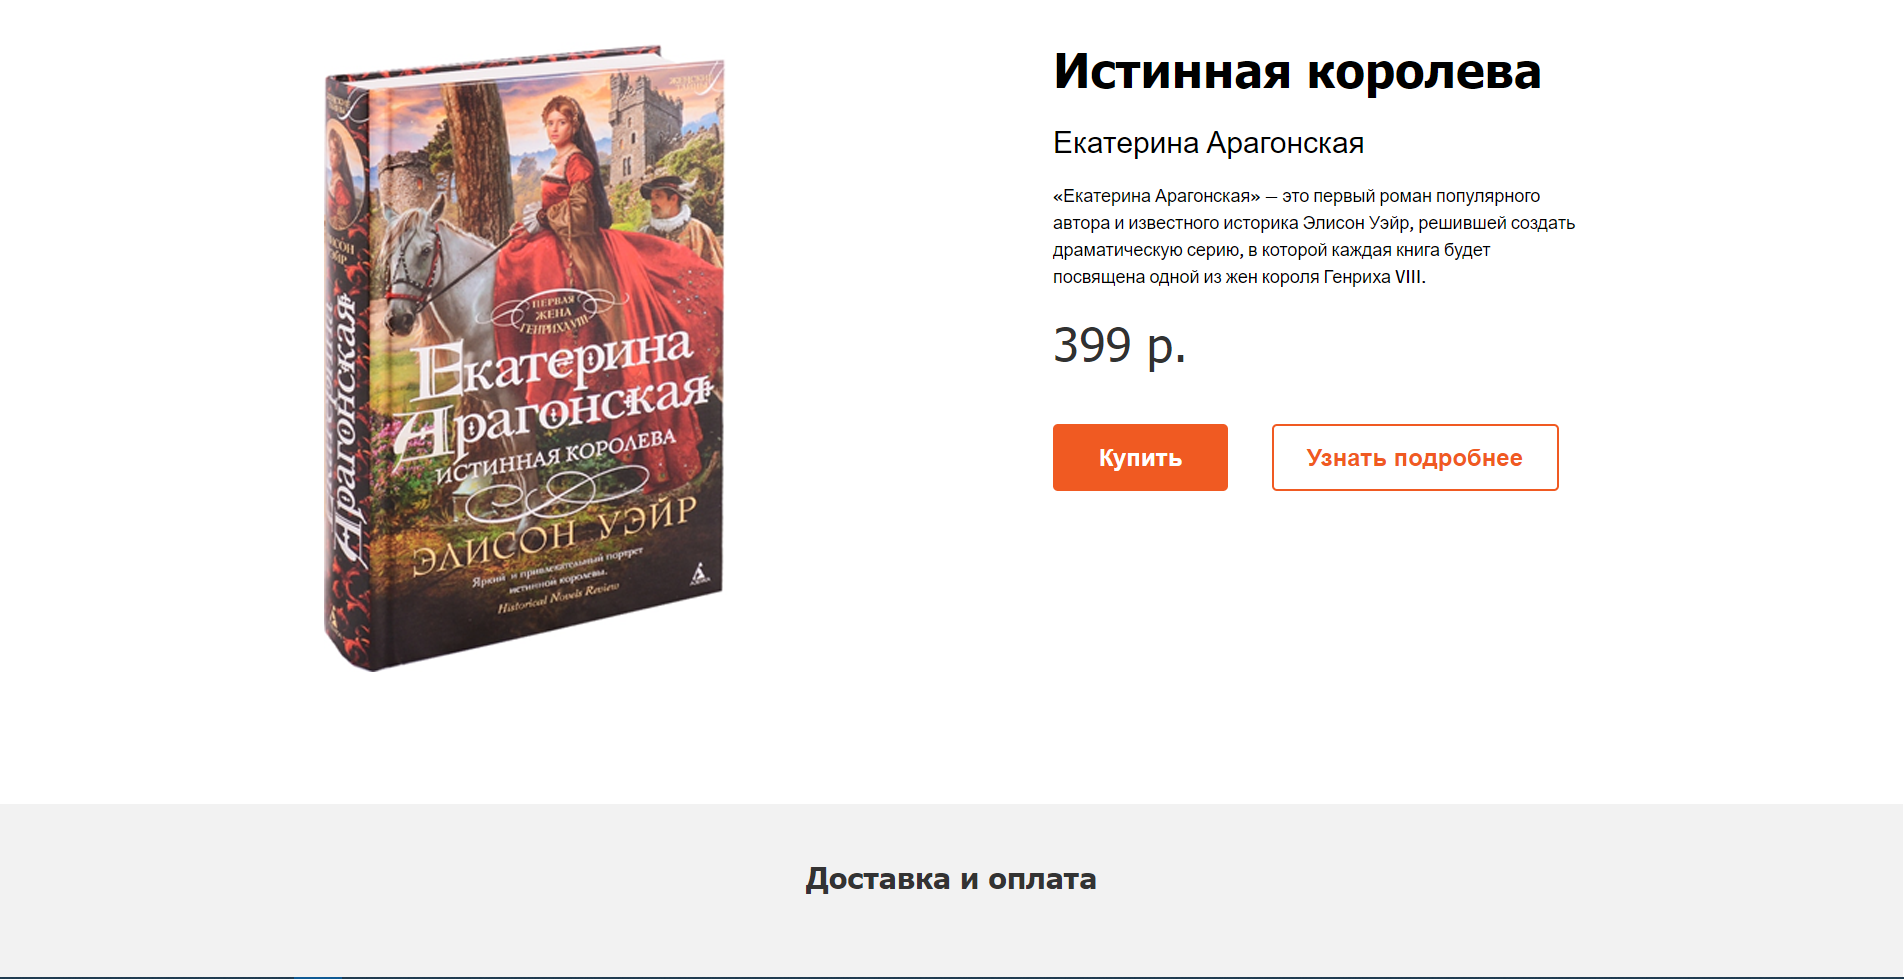 Истинная королева
Екатерина Арагонская
«Екатерина Арагонская» — это первый роман популярного
автора и известного историка Элисон Уэйр, решившей создать
драматическую серию, в которой каждая книга будет
посвящена одной из жен короля Генриха VIII.
399 р.
Купить
Узнать подробнее
ПЕРВАЯ
ЖЕНА
ГЕНРИХА VIII
Екатерина
Арагонская
ИСТИННАЯ КОРОЛЕВА
ЭЛИСОН УЭЙР
Яркий и привлекательный портрет
истинной королевы.
Historical Novels Review
АЗБУКА
Арагонская
Доставка и оплата